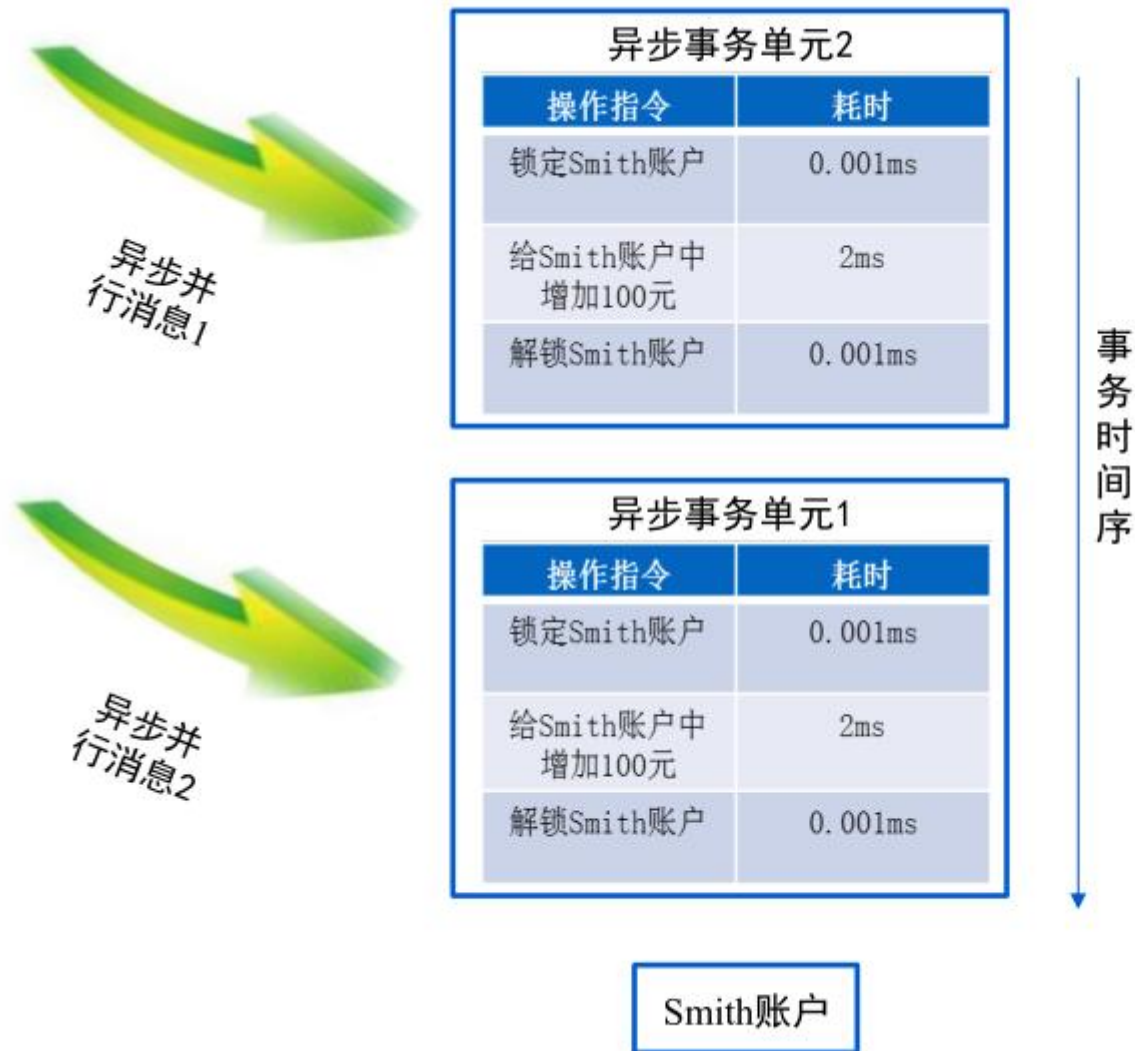 异步事务单元2
操作指令 耗时
锁定Smith账户 0.001ms
给Smith账户中 2ms
增加100元
解锁Smith账户 0.001ms
异步并
行消息1
事务时间序
异步事务单元1
操作指令 耗时
锁定Smith账户 0.001ms
给Smith账户中 2ms
增加100元
解锁Smith账户 0.001ms
异步并
行消息2
Smith账户